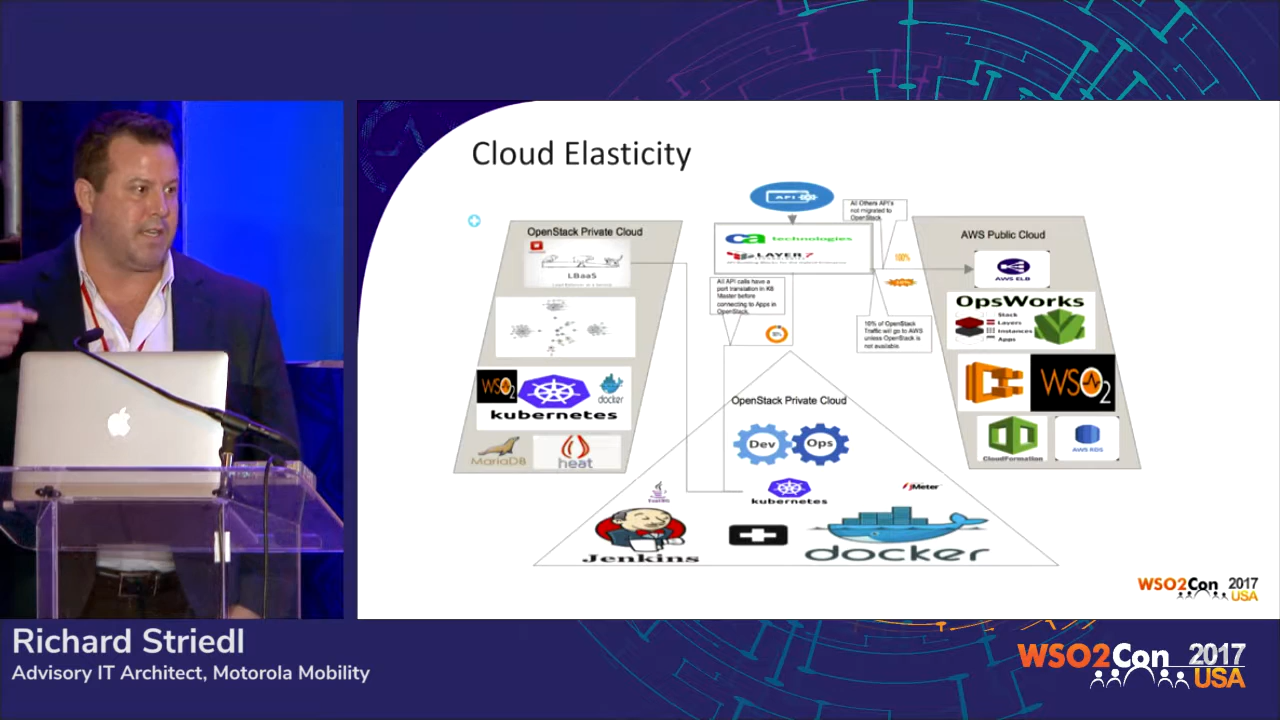 Cloud Elasticity
API
All Others API's
not migrated to
OpenStack
OpenStack Private Cloud
LBaaS
ca technologies
LAYER 7
100%
AWS Public Cloud
AWS ELB
All API calls have a
port translation in K8
Master before
connecting to Apps in
OpenStack.
10% of OpenStack
Traffic will go to AWS
unless OpenStack is
not available
OpsWorks
Stack
Layers
Instances
Apps
WSO2
kubernetes
docker
MariaDB
heat
WSO2
CloudFormation
AWS RDS
OpenStack Private Cloud
Dev
Ops
kubernetes
JMeter
Jenkins
docker
WSO2Con 2017
USA
Richard Striedl
Advisory IT Architect, Motorola Mobility
WSO2Con 2017
USA